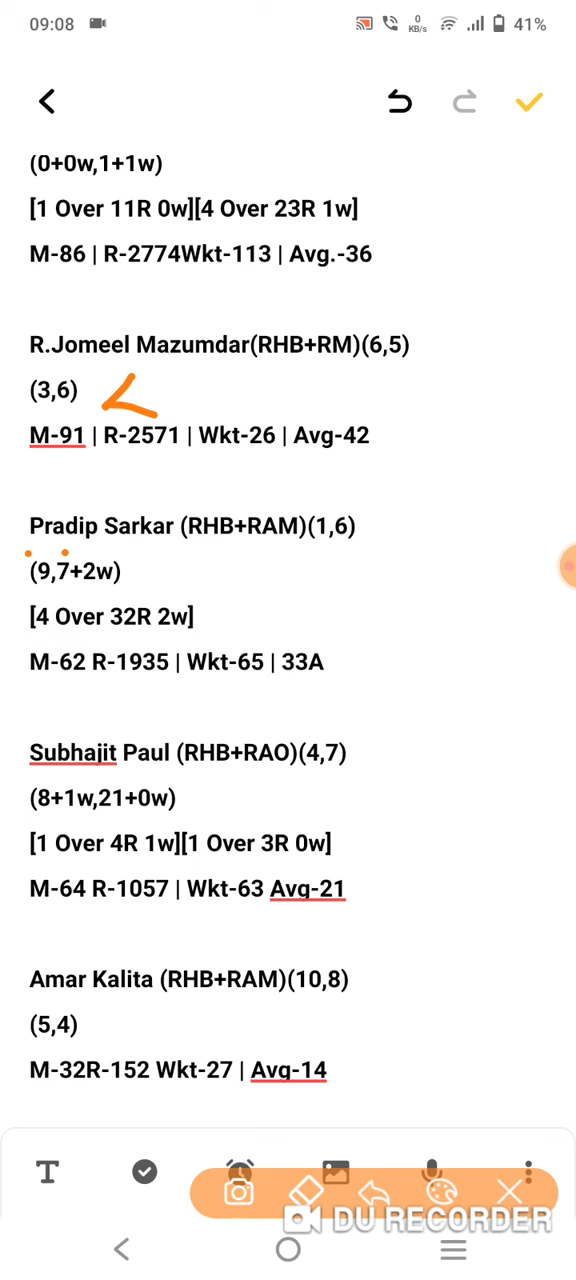 09:08 0 KB/s 41%
(0+0w,1+1w)
[1 Over 11R 0w][4 Over 23R 1w]
M-86 | R-2774Wkt-113 | Avg.-36
R.Jomeel Mazumdar(RHB+RM)(6,5)
(3,6)
M-91 | R-2571 | Wkt-26 | Avg-42
Pradip Sarkar (RHB+RAM)(1,6)
(9,7+2w)
[4 Over 32R 2w]
M-62 R-1935 | Wkt-65 | 33A
Subhajit Paul (RHB+RAO)(4,7)
(8+1w,21+0w)
[1 Over 4R 1w][1 Over 3R 0w]
M-64 R-1057 | Wkt-63 Avg-21
Amar Kalita (RHB+RAM)(10,8)
(5,4)
M-32R-152 Wkt-27 | Avg-14
T
DU RECORDER